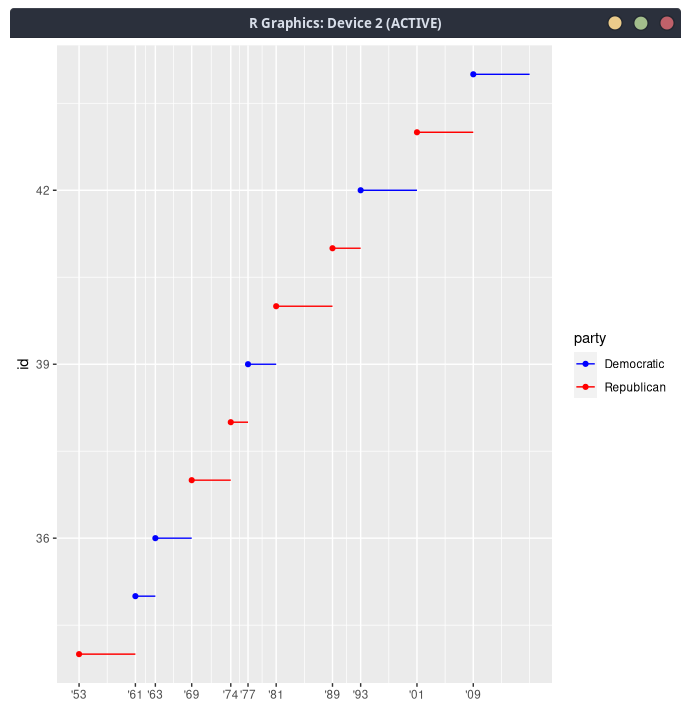 R Graphics: Device 2 (ACTIVE)
42
39
36
id
'53 '61 '63 '69 '74 '77 '81 '89 '93 '01 '09
party
Democratic
Republican